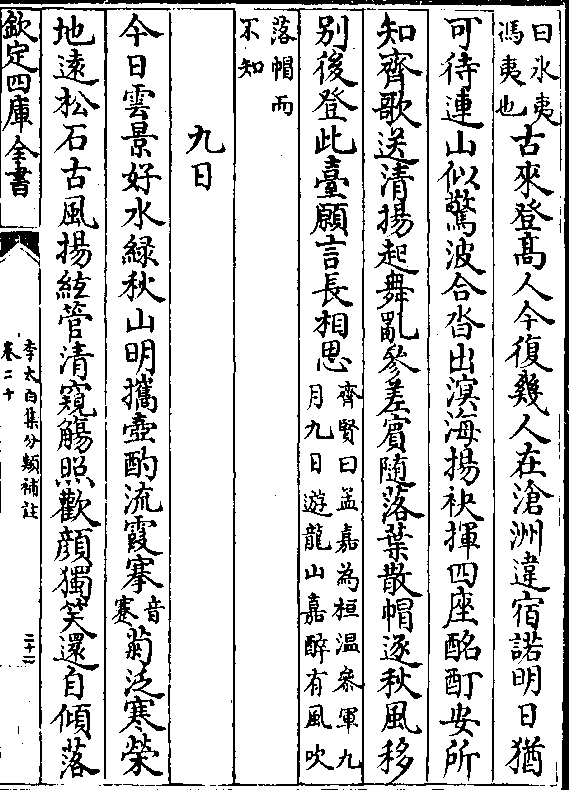 曰氷夷
馮夷也
古來登髙人今復幾人在滄洲違宿諾明日猶
可待連山似驚波合沓出溟海揚袂揮四座酩酊安所
知齊歌送清揚起舞亂參差賓随落葉散帽逐秋風移
别後登此臺願言長相思
齊賢曰孟嘉為桓温叅軍九
月九日遊龍山嘉醉有風吹
落帽而
不知
九日
今日雲景好水緑秋山明攜壺酌流霞搴
音
蹇
菊泛寒榮
地逺松石古風揚絃管清窺觴照歡顔獨笑還自傾落
欽定四庫全書
李太白集分類補註
卷二十
二十二